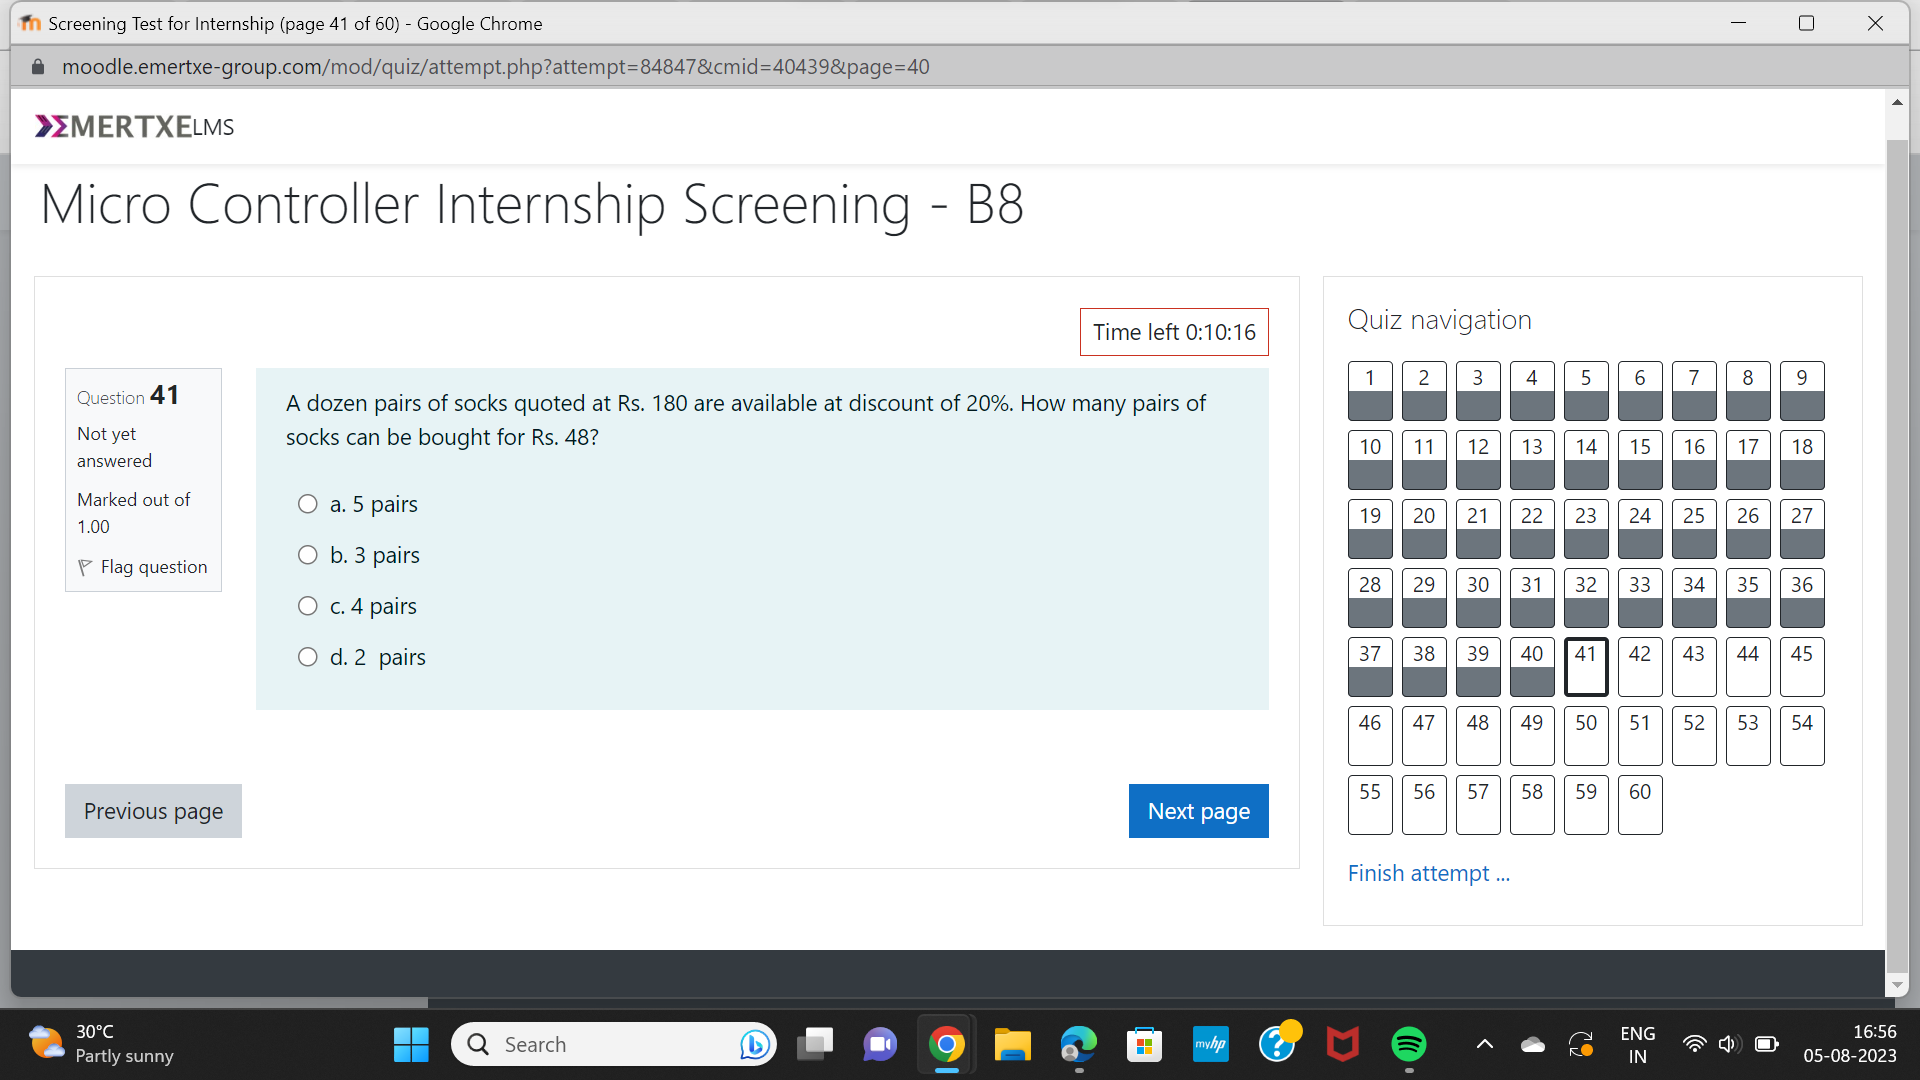 Screening Test for Internship (page 41 of 60) - Google Chrome
moodle.emertxe-group.com/mod/quiz/attempt.php?attempt=84847&cmid=40439&page=40
EMERTXE LMS
Micro Controller Internship Screening - B8
Time left 0:10:16
Question 41
Not yet
answered
Marked out of
1.00
Flag question
A dozen pairs of socks quoted at Rs. 180 are available at discount of 20%. How many pairs of
socks can be bought for Rs. 48?
a. 5 pairs
b. 3 pairs
c. 4 pairs
d. 2 pairs
Previous page
Next page
Quiz navigation
1 2 3 4 5 6 7 8 9
10 11 12 13 14 15 16 17 18
19 20 21 22 23 24 25 26 27
28 29 30 31 32 33 34 35 36
37 38 39 40 41 42 43 44 45
46 47 48 49 50 51 52 53 54
55 56 57 58 59 60
Finish attempt ...
30°C
Partly sunny
Search
myhp
ENG
IN
16:56
05-08-2023